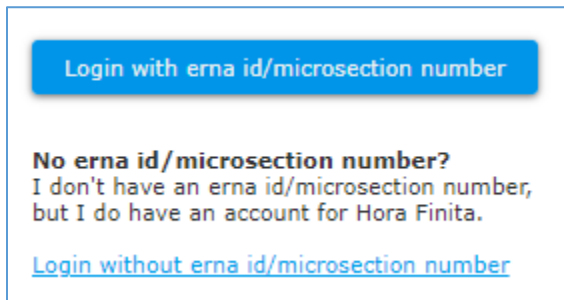 Login with erna id/microsection number
No erna id/microsection number?
I don't have an erna id/microsection number,
but I do have an account for Hora Finita.
Login without erna id/microsection number